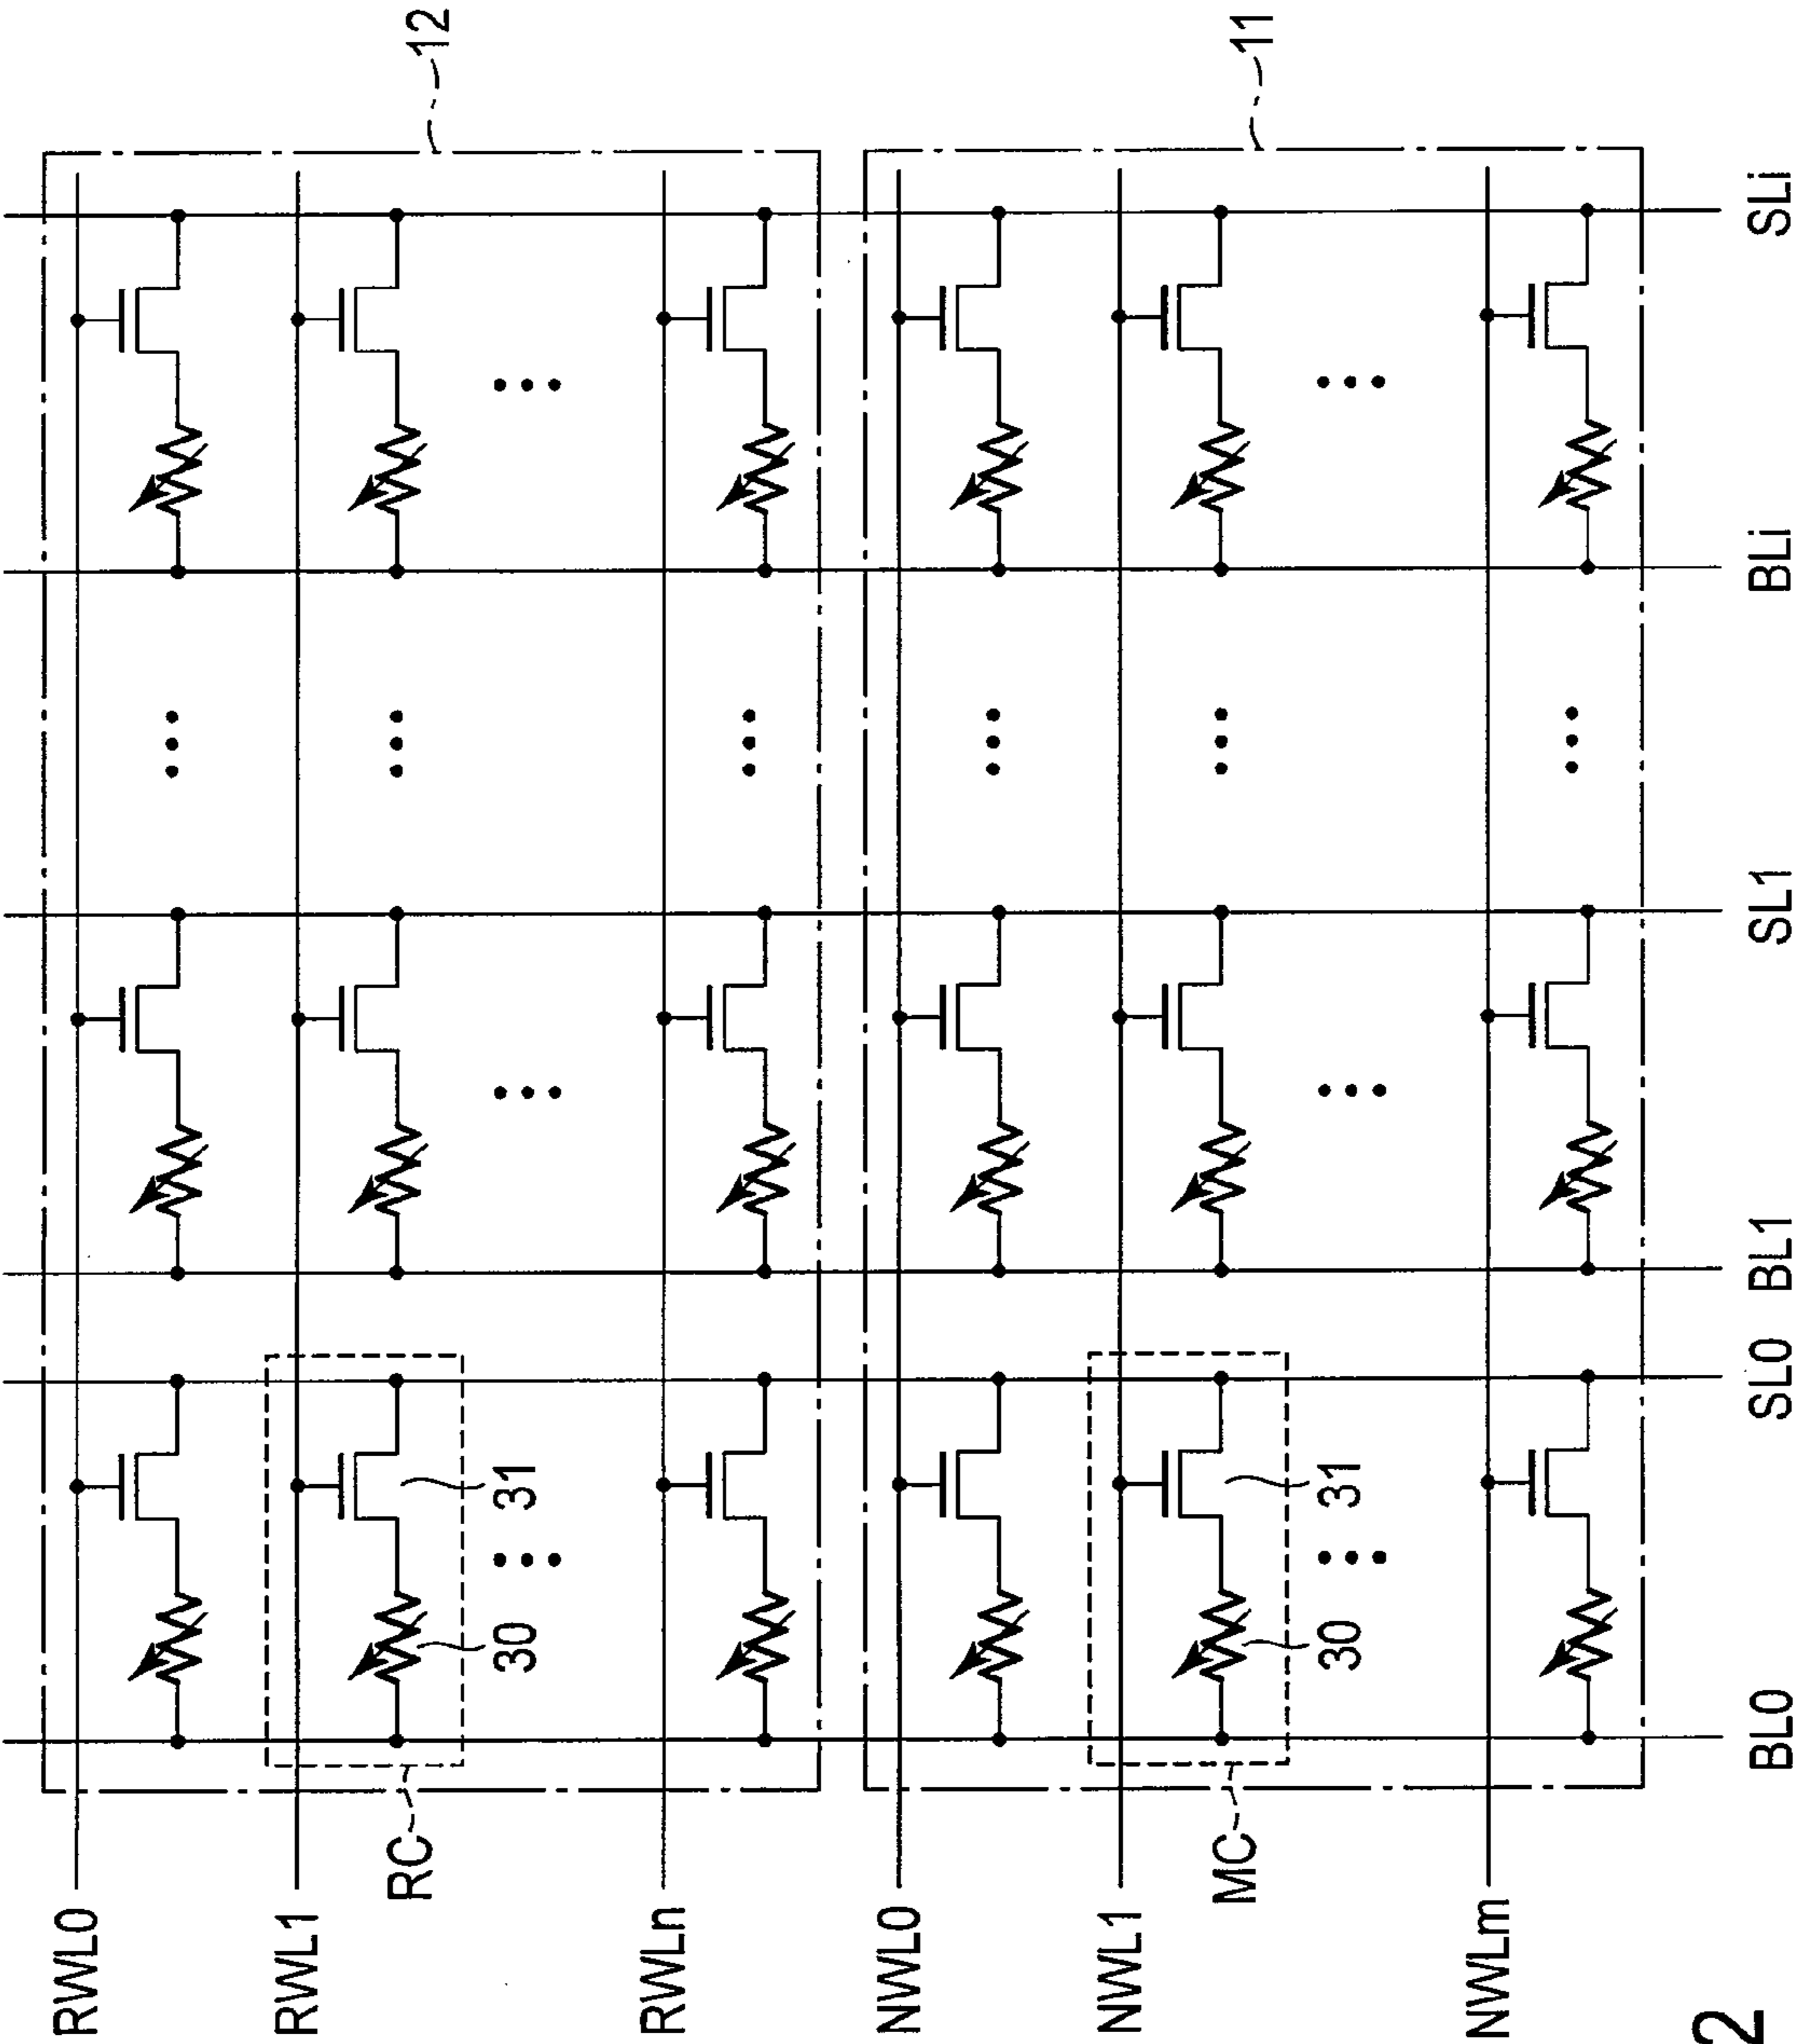 12
11
RWL0
RWL1
RC
30
31
RWLn
NWL0
NWL1
MC
30
31
NWLm
BL0 SL0 BL1 SL1 BLi SLi
2